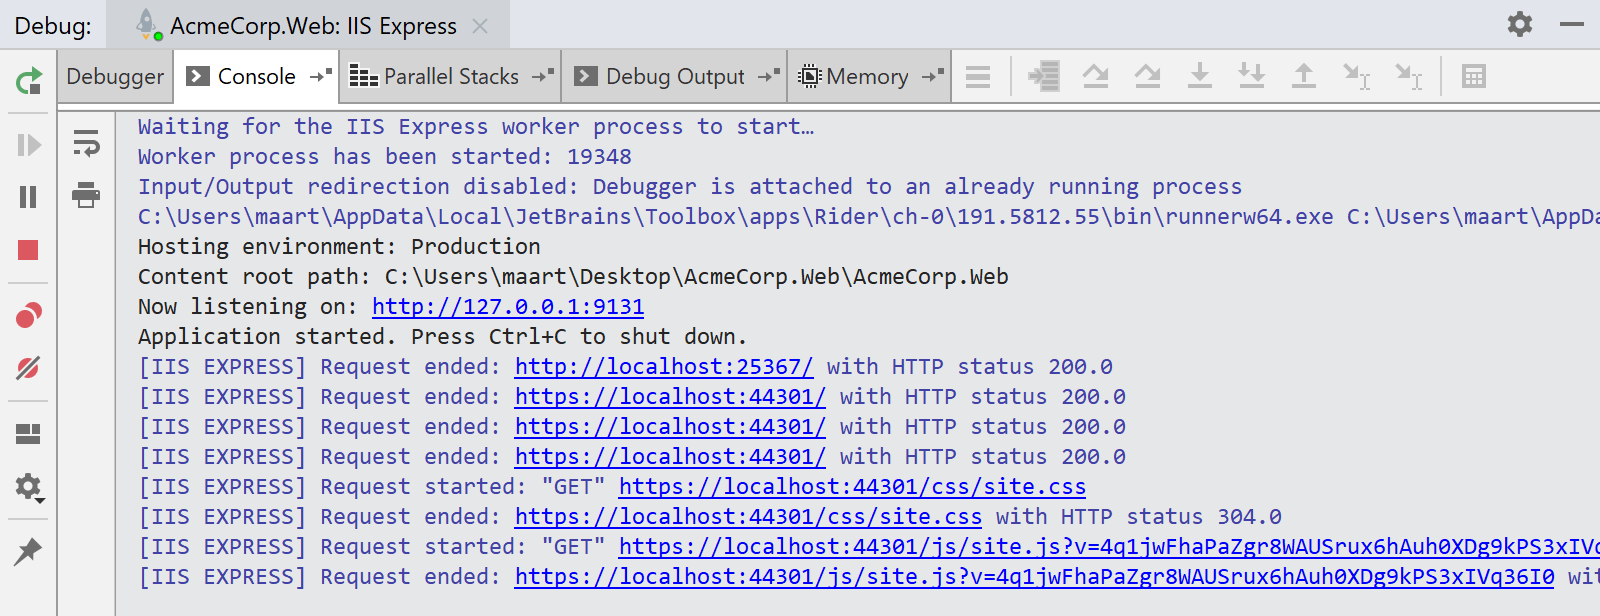 Debug: AcmeCorp.Web: IIS Express
Debugger Console Parallel Stacks Debug Output Memory
Waiting for the IIS Express worker process to start…
Worker process has been started: 19348
Input/Output redirection disabled: Debugger is attached to an already running process
C:\Users\maart\AppData\Local\JetBrains\Toolbox\apps\Rider\ch-0\191.5812.55\bin\runnerw64.exe C:\Users\maart\AppDa
Hosting environment: Production
Content root path: C:\Users\maart\Desktop\AcmeCorp.Web\AcmeCorp.Web
Now listening on: http://127.0.0.1:9131
Application started. Press Ctrl+C to shut down.
[IIS EXPRESS] Request ended: http://localhost:25367/ with HTTP status 200.0
[IIS EXPRESS] Request ended: https://localhost:44301/ with HTTP status 200.0
[IIS EXPRESS] Request ended: https://localhost:44301/ with HTTP status 200.0
[IIS EXPRESS] Request ended: https://localhost:44301/ with HTTP status 200.0
[IIS EXPRESS] Request started: "GET" https://localhost:44301/css/site.css
[IIS EXPRESS] Request ended: https://localhost:44301/css/site.css with HTTP status 304.0
[IIS EXPRESS] Request started: "GET" https://localhost:44301/js/site.js?v=4q1jwFhaPaZgr8WAUSrux6hAuh0XDg9kPS3xIVq
[IIS EXPRESS] Request ended: https://localhost:44301/js/site.js?v=4q1jwFhaPaZgr8WAUSrux6hAuh0XDg9kPS3xIVq36I0 wit